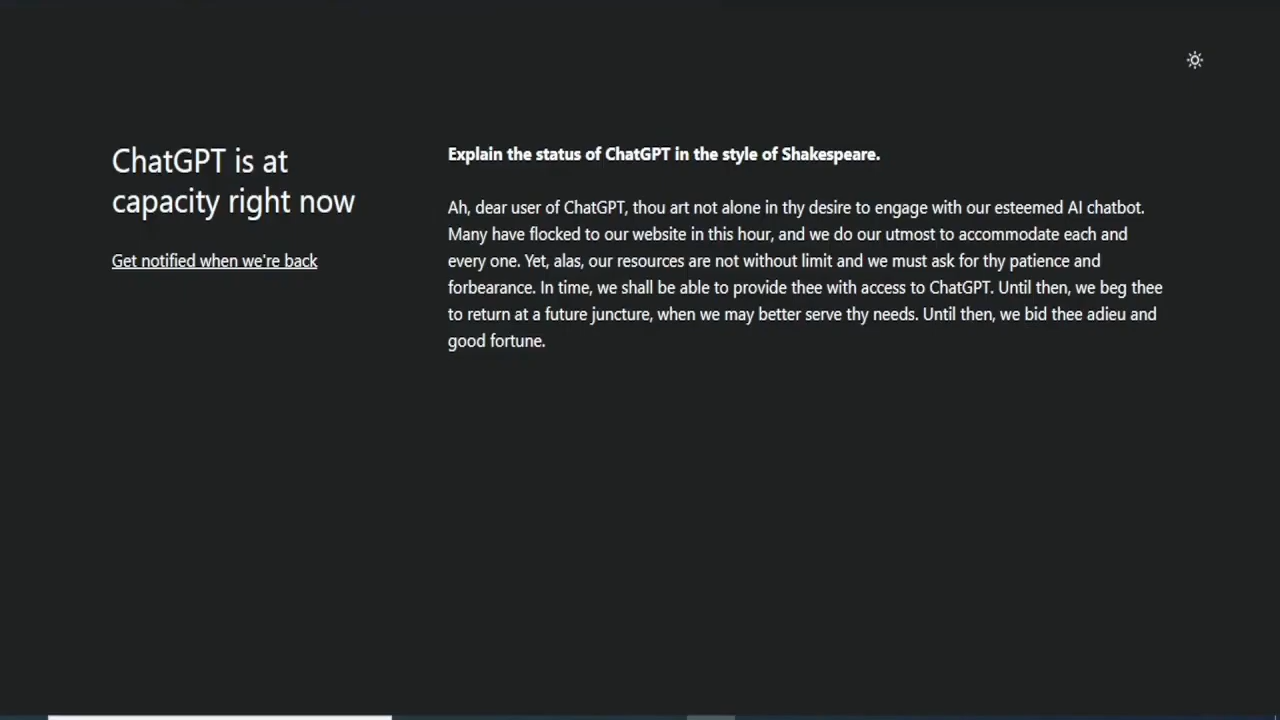 ChatGPT is at
capacity right now
Get notified when we're back
Explain the status of ChatGPT in the style of Shakespeare.
Ah, dear user of ChatGPT, thou art not alone in thy desire to engage with our esteemed AI chatbot.
Many have flocked to our website in this hour, and we do our utmost to accommodate each and
every one. Yet, alas, our resources are not without limit and we must ask for thy patience and
forbearance. In time, we shall be able to provide thee with access to ChatGPT. Until then, we beg thee
to return at a future juncture, when we may better serve thy needs. Until then, we bid thee adieu and
good fortune.